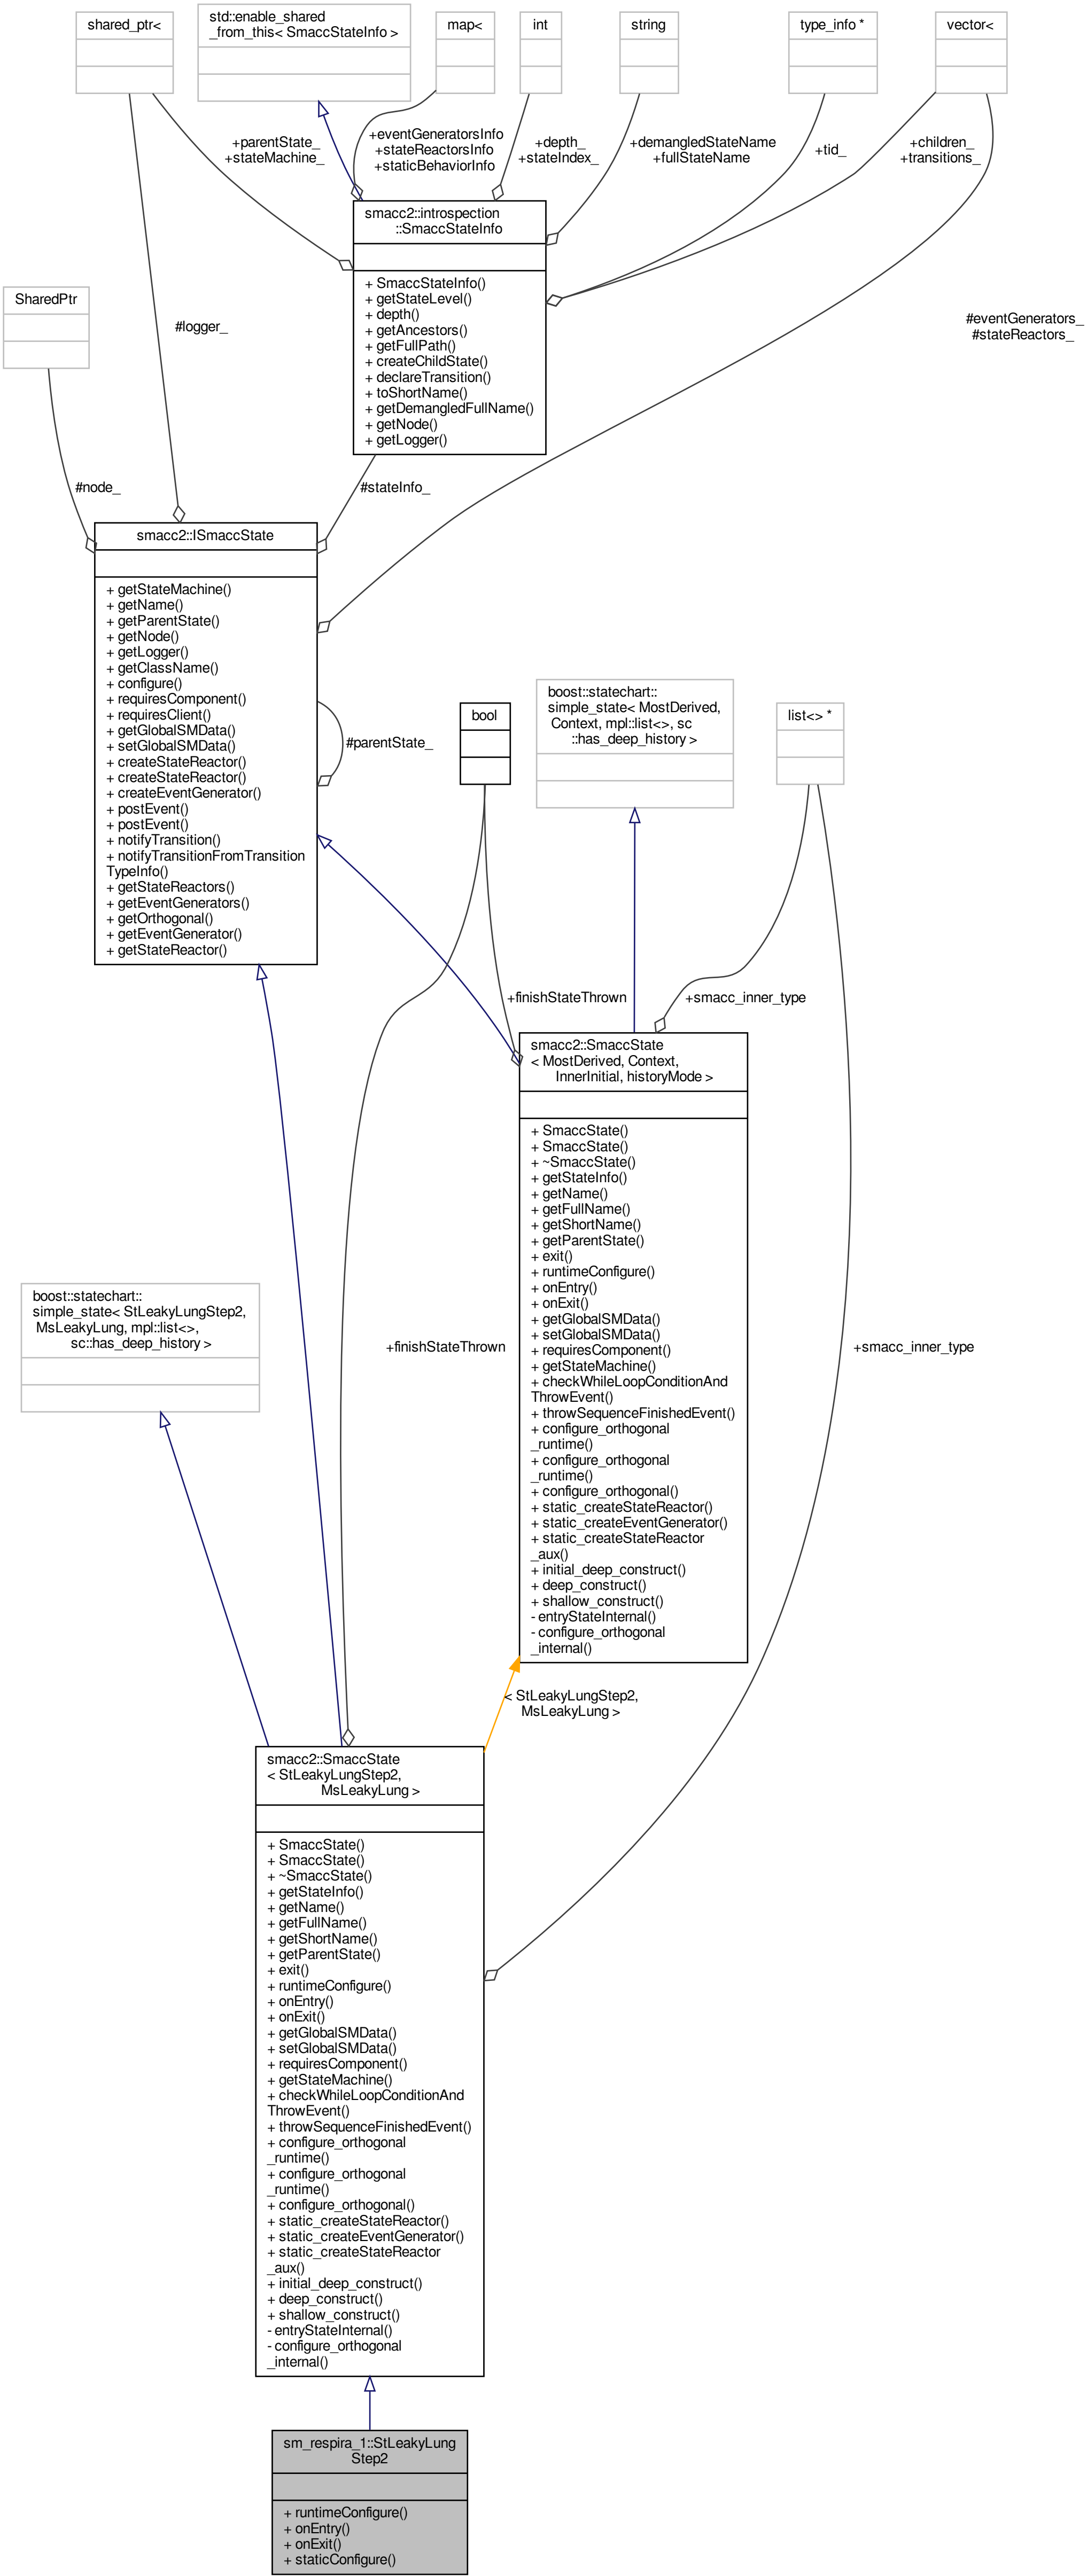 shared_ptr<
std::enable_shared
_from_this< SmaccStateInfo >
map<
int
string
type_info *
vector<
+parentState_
+stateMachine_
+eventGeneratorsInfo
+stateReactorsInfo
+staticBehaviorInfo
+depth_
+stateIndex_
+demangledStateName
+fullStateName
+tid_
+children_
+transitions_
smacc2::introspection
::SmaccStateInfo
+ SmaccStateInfo()
+ getStateLevel()
+ depth()
+ getAncestors()
+ getFullPath()
+ createChildState()
+ declareTransition()
+ toShortName()
+ getDemangledFullName()
+ getNode()
+ getLogger()
SharedPtr
#logger_
#eventGenerators_
#stateReactors_
#node_
#stateInfo_
smacc2::ISmaccState
+ getStateMachine()
+ getName()
+ getParentState()
+ getNode()
+ getLogger()
+ getClassName()
+ configure()
+ requiresComponent()
+ requiresClient()
+ getGlobalSMData()
+ setGlobalSMData()
+ createStateReactor()
+ createStateReactor()
+ createEventGenerator()
+ postEvent()
+ postEvent()
+ notifyTransition()
+ notifyTransitionFromTransition
TypeInfo()
+ getStateReactors()
+ getEventGenerators()
+ getOrthogonal()
+ getEventGenerator()
+ getStateReactor()
#parentState_
bool
boost::statechart::
simple_state< MostDerived,
Context, mpl::list<>, sc
::has_deep_history >
list<> *
+finishStateThrown
+smacc_inner_type
smacc2::SmaccState
< MostDerived, Context,
InnerInitial, historyMode >
+ SmaccState()
+ SmaccState()
+ ~SmaccState()
+ getStateInfo()
+ getName()
+ getFullName()
+ getShortName()
+ getParentState()
+ exit()
+ runtimeConfigure()
+ onEntry()
+ onExit()
+ getGlobalSMData()
+ setGlobalSMData()
+ requiresComponent()
+ getStateMachine()
+ checkWhileLoopConditionAnd
ThrowEvent()
+ throwSequenceFinishedEvent()
+ configure_orthogonal
_runtime()
+ configure_orthogonal
_runtime()
+ configure_orthogonal()
+ static_createStateReactor()
+ static_createEventGenerator()
+ static_createStateReactor
_aux()
+ initial_deep_construct()
+ deep_construct()
+ shallow_construct()
- entryStateInternal()
- configure_orthogonal
_internal()
boost::statechart::
simple_state< StLeakyLungStep2,
MsLeakyLung, mpl::list<>,
sc::has_deep_history >
+finishStateThrown
+smacc_inner_type
< StLeakyLungStep2,
MsLeakyLung >
smacc2::SmaccState
< StLeakyLungStep2,
MsLeakyLung >
+ SmaccState()
+ SmaccState()
+ ~SmaccState()
+ getStateInfo()
+ getName()
+ getFullName()
+ getShortName()
+ getParentState()
+ exit()
+ runtimeConfigure()
+ onEntry()
+ onExit()
+ getGlobalSMData()
+ setGlobalSMData()
+ requiresComponent()
+ getStateMachine()
+ checkWhileLoopConditionAnd
ThrowEvent()
+ throwSequenceFinishedEvent()
+ configure_orthogonal
_runtime()
+ configure_orthogonal
_runtime()
+ configure_orthogonal()
+ static_createStateReactor()
+ static_createEventGenerator()
+ static_createStateReactor
_aux()
+ initial_deep_construct()
+ deep_construct()
+ shallow_construct()
- entryStateInternal()
- configure_orthogonal
_internal()
sm_respira_1::StLeakyLung
Step2
+ runtimeConfigure()
+ onEntry()
+ onExit()
+ staticConfigure()